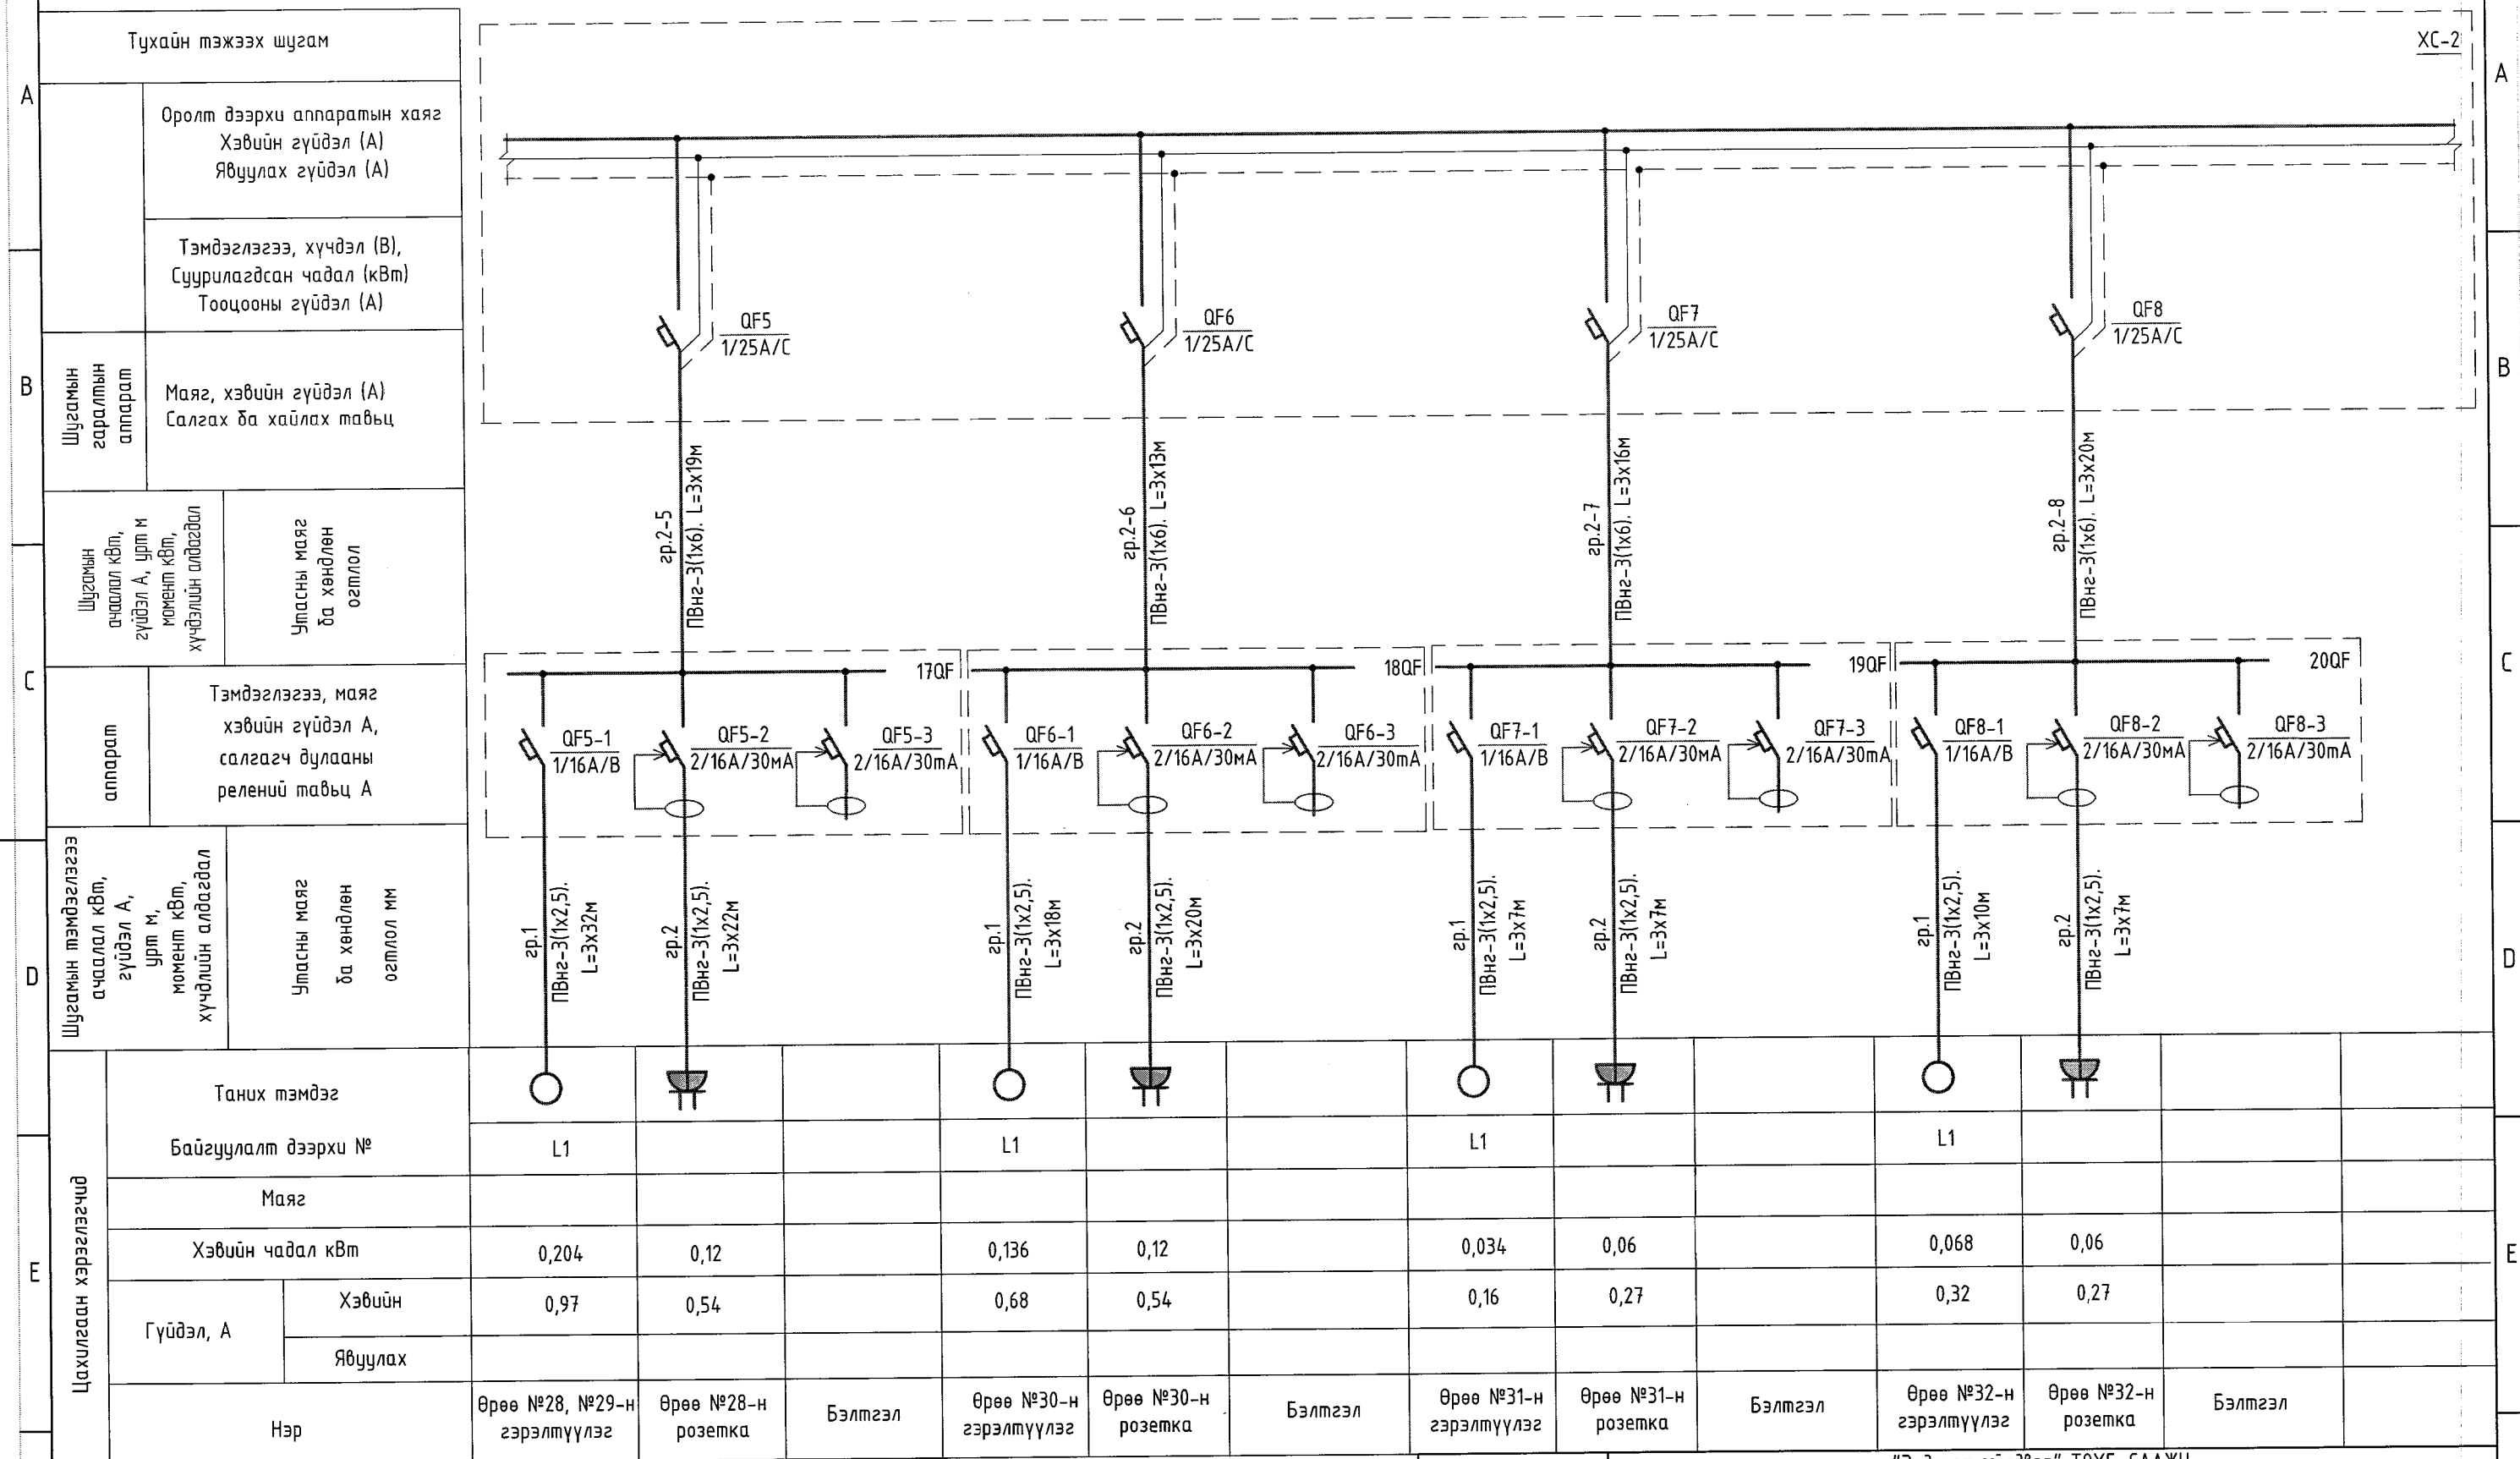 Тухайн тэжээх шугам
ХС-2
A
A
Оролт дээрхи аппаратын хаяг
Хэвийн гүйдэл (А)
Явуулах гүйдэл (А)
Тэмдэглэгээ, хүчдэл (В),
Суурилагдсан чадал (кВт)
Тооцооны гүйдэл (А)
QF5
1/25A/C
QF6
1/25A/C
QF7
1/25A/C
QF8
1/25A/C
B
B
Шугамын
гаралтын
аппарат
Маяг, хэвийн гүйдэл (А)
Салгах ба хайлах тавьц
Шугамын
ачаалал кВт,
гүйдэл А, урт м
момент кВт,
хүчдэлийн алдагдал
Утасны маяг
ба хөндлөн
огтлол
гр.2-5
ПВнг-3(1х6). L=3х19м
гр.2-6
ПВнг-3(1х6). L=3х13м
гр.2-7
ПВнг-3(1х6). L=3х16м
гр.2-8
ПВнг-3(1х6). L=3х20м
C
C
аппарат
Тэмдэглэгээ, маяг
хэвийн гүйдэл А,
салгагч дулааны
релений тавьц А
17QF
18QF
19QF
20QF
QF5-1
1/16A/B
QF5-2
2/16A/30мА
QF5-3
2/16A/30mA
QF6-1
1/16A/B
QF6-2
2/16A/30мА
QF6-3
2/16A/30mA
QF7-1
1/16A/B
QF7-2
2/16A/30мА
QF7-3
2/16A/30mA
QF8-1
1/16A/B
QF8-2
2/16A/30мА
QF8-3
2/16A/30mA
D
D
Шугамын тэмдэглэгээ
ачаалал кВт,
гүйдэл А,
урт м,
момент кВт,
хүчдлийн алдагдал
Утасны маяг
ба хөндлөн
огтлол мм
гр.1
ПВнг-3(1х2,5).
L=3х32м
гр.2
ПВнг-3(1х2,5).
L=3х22м
гр.1
ПВнг-3(1х2,5).
L=3х18м
гр.2
ПВнг-3(1х2,5).
L=3х20м
гр.1
ПВнг-3(1х2,5).
L=3х7м
гр.2
ПВнг-3(1х2,5).
L=3х7м
гр.1
ПВнг-3(1х2,5).
L=3х10м
гр.2
ПВнг-3(1х2,5).
L=3х7м
Цахилгаан хэрэглэгчид
Таних тэмдэг
Байгуулалт дээрхи № L1 L1 L1 L1
Маяг
E
E
Хэвийн чадал кВт 0,204 0,12 0,136 0,12 0,034 0,06 0,068 0,06
Гүйдэл, А
Хэвийн 0,97 0,54 0,68 0,54 0,16 0,27 0,32 0,27
Явуулах
Нэр
Өрөө №28, №29-н
гэрэлтүүлэг
Өрөө №28-н
розетка
Бэлтгэл
Өрөө №30-н
гэрэлтүүлэг
Өрөө №30-н
розетка
Бэлтгэл
Өрөө №31-н
гэрэлтүүлэг
Өрөө №31-н
розетка
Бэлтгэл
Өрөө №32-н
гэрэлтүүлэг
Өрөө №32-н
розетка
Бэлтгэл